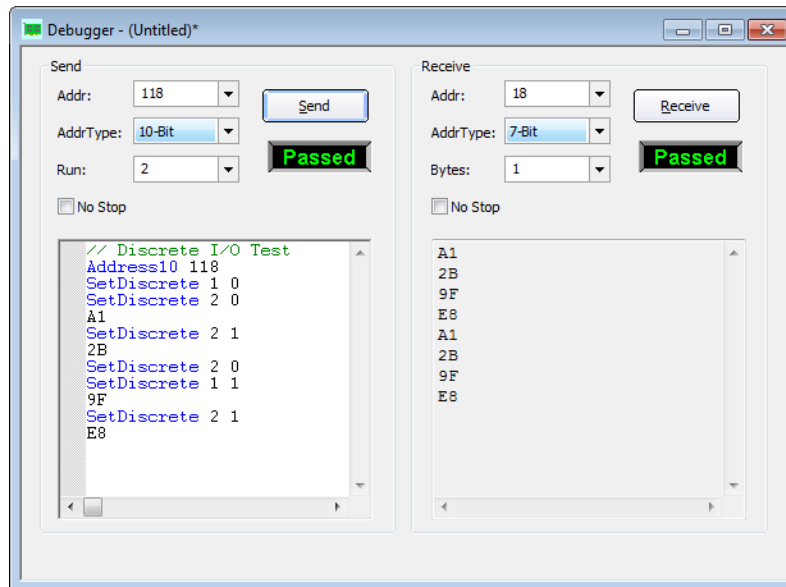 Debugger - (Untitled)*
Send
Addr: 118
Send
AddrType: 10-Bit
Passed
Run: 2
No Stop
// Discrete I/O Test
Address10 118
SetDiscrete 1 0
SetDiscrete 2 0
A1
SetDiscrete 2 1
2B
SetDiscrete 2 0
SetDiscrete 1 1
9F
SetDiscrete 2 1
E8
Receive
Addr: 18
Receive
AddrType: 7-Bit
Passed
Bytes: 1
No Stop
A1
2B
9F
E8
A1
2B
9F
E8